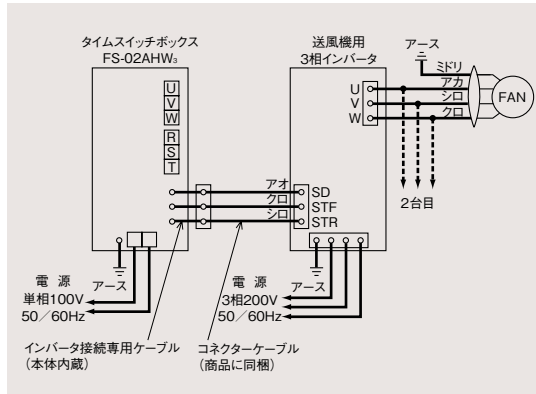 タイムスイッチボックス
FS-02AHW₃
U
V
W
R
S
T
電 源
単相100V
50／60Hz
アース
インバータ接続専用ケーブル
（本体内蔵）
アオ
クロ
シロ
コネクターケーブル
（商品に同梱）
送風機用
3相インバータ
U
V
W
SD
STF
STR
電 源
3相200V
50／60Hz
アース
アース
ミドリ
アカ
シロ
クロ
FAN
2台目